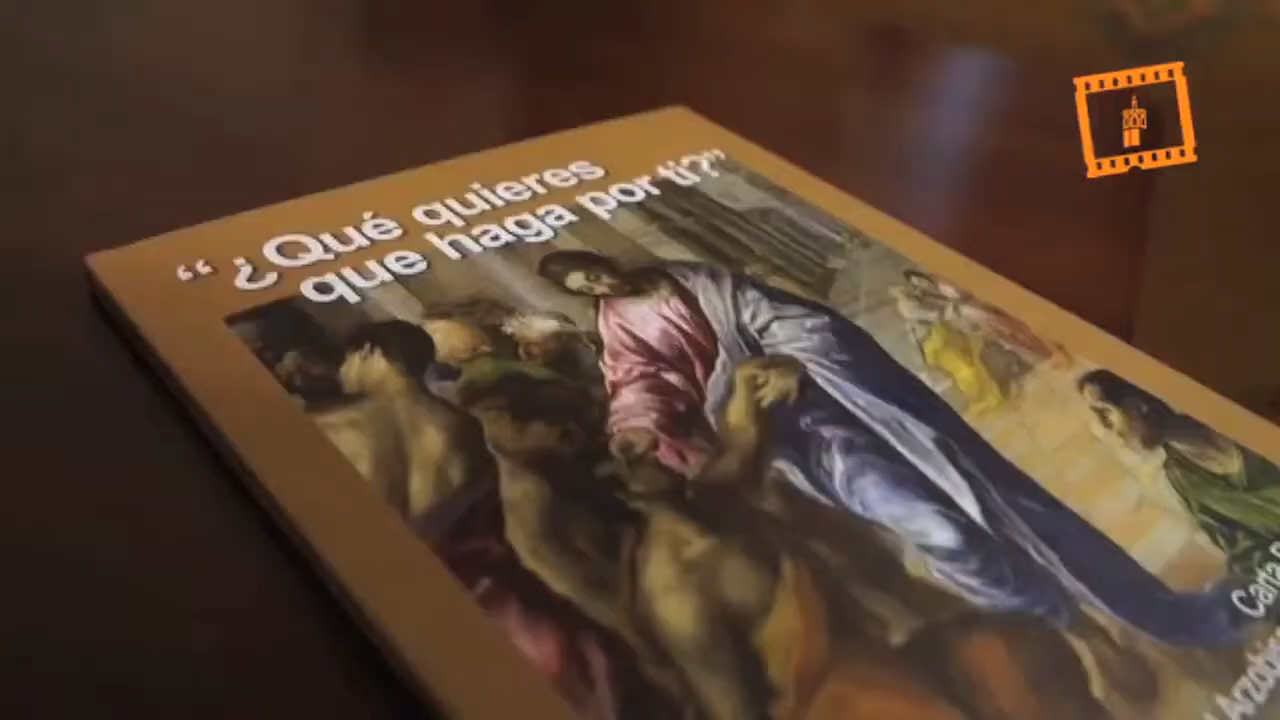 “ ¿Qué quieres
que haga por ti?”